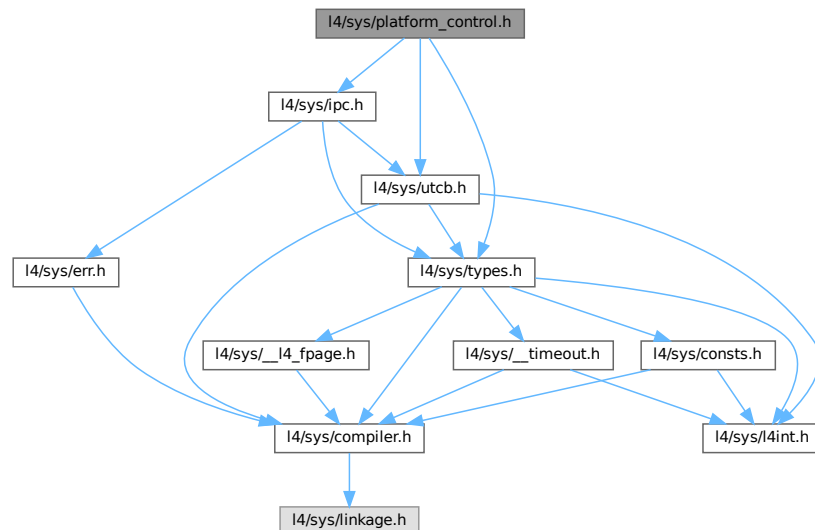 l4/sys/platform_control.h
l4/sys/ipc.h
l4/sys/utcb.h
l4/sys/err.h
l4/sys/types.h
l4/sys/__l4_fpage.h
l4/sys/__timeout.h
l4/sys/consts.h
l4/sys/compiler.h
l4/sys/l4int.h
l4/sys/linkage.h